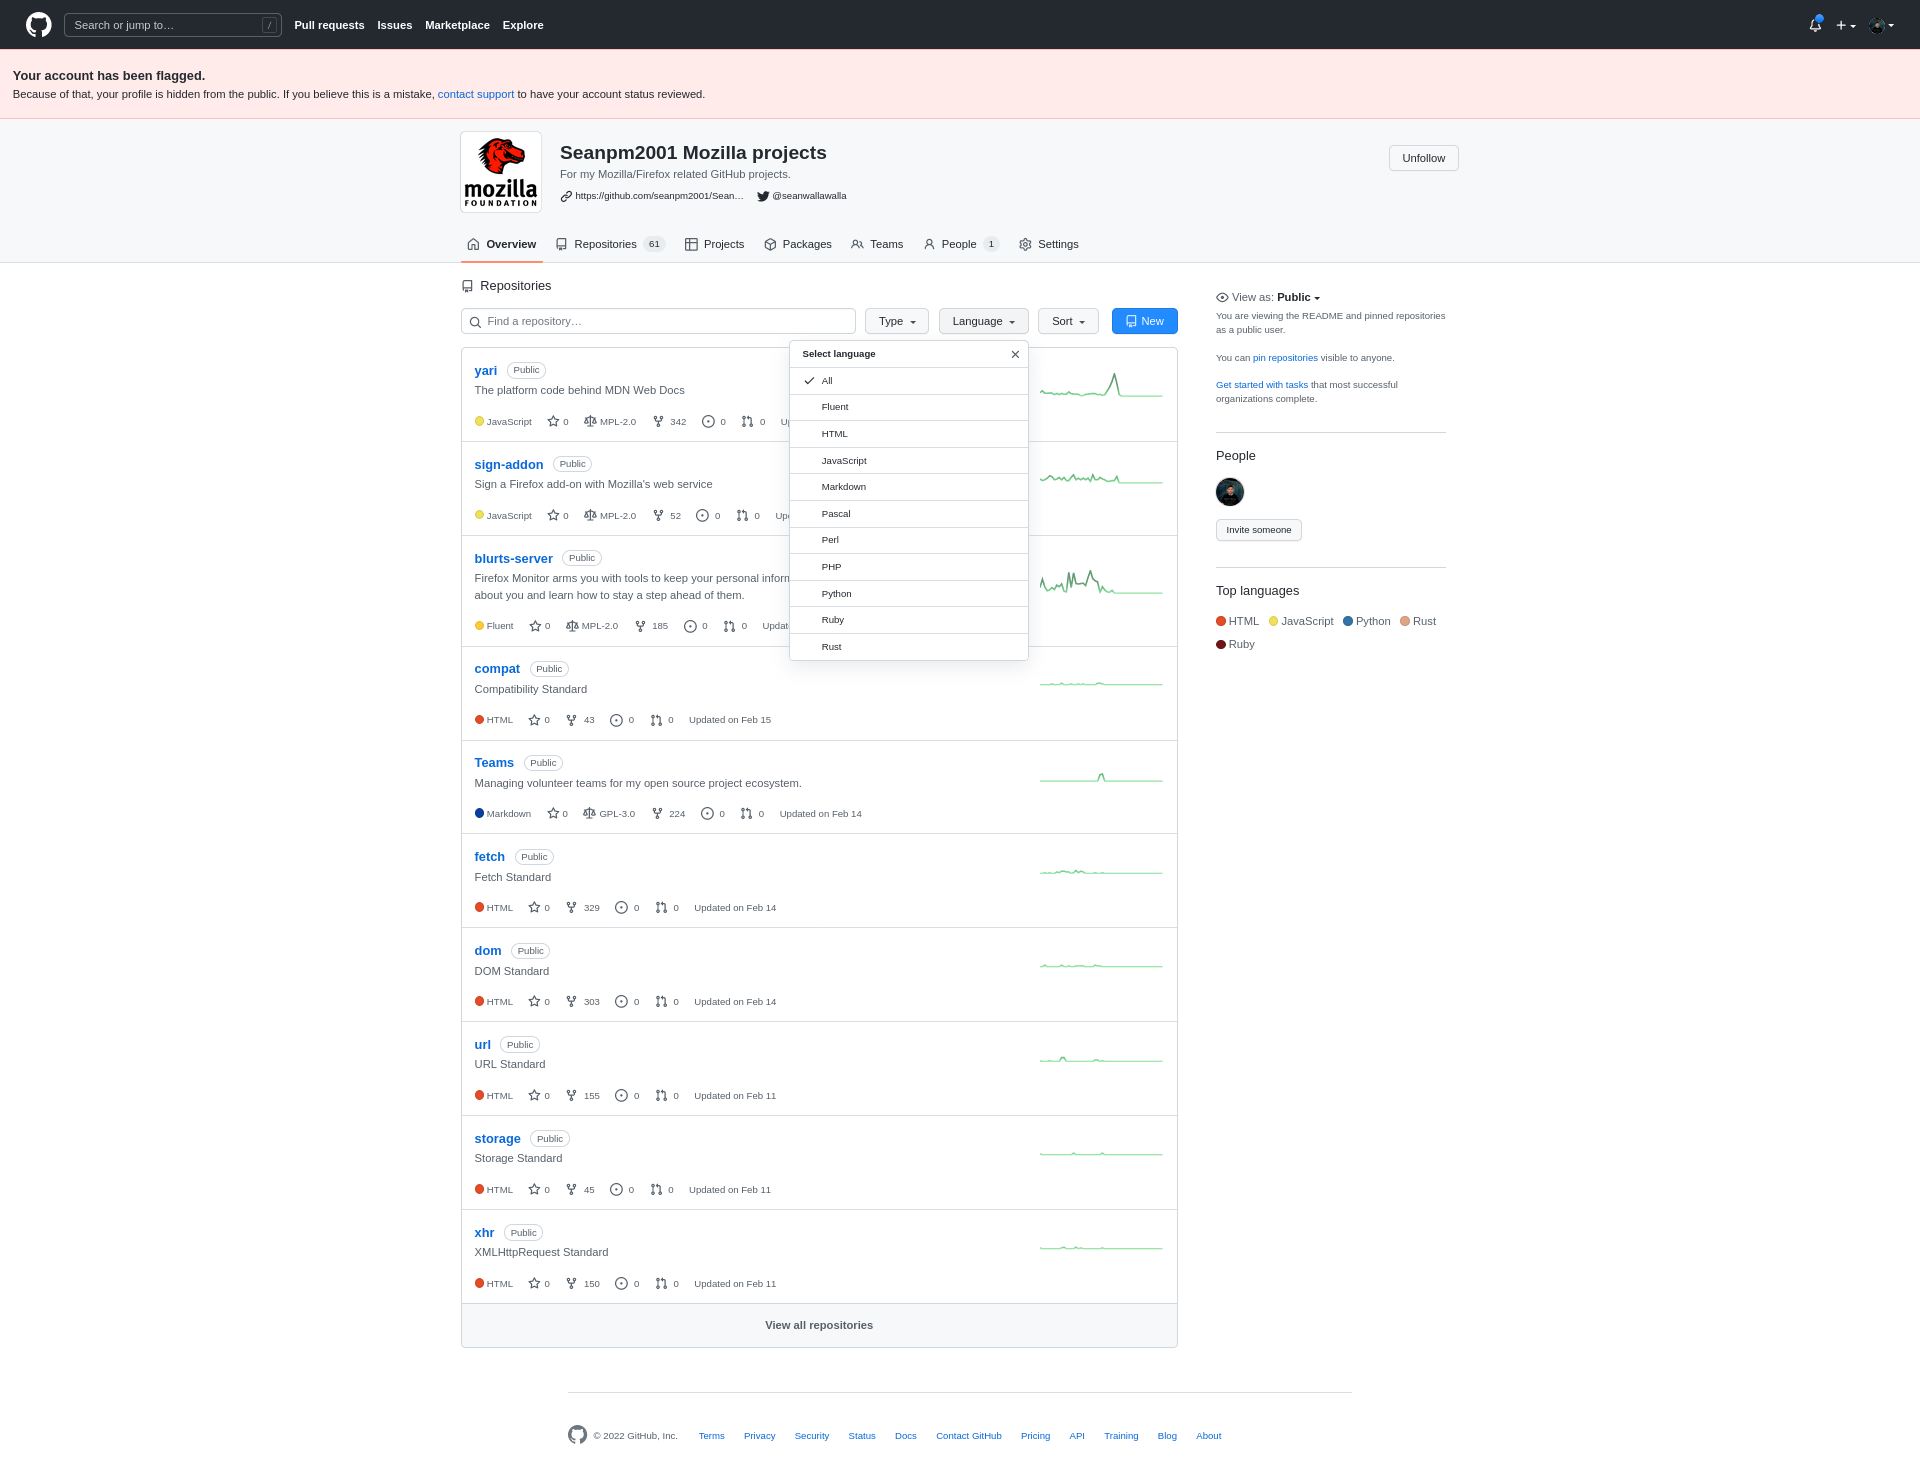 Search or jump to…
/
Pull requests Issues Marketplace Explore
Your account has been flagged.
Because of that, your profile is hidden from the public. If you believe this is a mistake, contact support to have your account status reviewed.
mozilla
FOUNDATION
Seanpm2001 Mozilla projects
For my Mozilla/Firefox related GitHub projects.
https://github.com/seanpm2001/Sean… @seanwallawalla
Unfollow
Overview Repositories 61 Projects Packages Teams People 1 Settings
Repositories
Find a repository… Type Language Sort New
Select language
All
Fluent
HTML
JavaScript
Markdown
Pascal
Perl
PHP
Python
Ruby
Rust
yari Public
The platform code behind MDN Web Docs
JavaScript 0 MPL-2.0 342 0 0
sign-addon Public
Sign a Firefox add-on with Mozilla's web service
JavaScript 0 MPL-2.0 52 0 0
blurts-server Public
Firefox Monitor arms you with tools to keep your personal
about you and learn how to stay a step ahead of them.
Fluent 0 MPL-2.0 185 0 0
compat Public
Compatibility Standard
HTML 0 43 0 0 Updated on Feb 15
Teams Public
Managing volunteer teams for my open source project ecosystem.
Markdown 0 GPL-3.0 224 0 0 Updated on Feb 14
fetch Public
Fetch Standard
HTML 0 329 0 0 Updated on Feb 14
dom Public
DOM Standard
HTML 0 303 0 0 Updated on Feb 14
url Public
URL Standard
HTML 0 155 0 0 Updated on Feb 11
storage Public
Storage Standard
HTML 0 45 0 0 Updated on Feb 11
xhr Public
XMLHttpRequest Standard
HTML 0 150 0 0 Updated on Feb 11
View all repositories
View as: Public
You are viewing the README and pinned repositories
as a public user.
You can pin repositories visible to anyone.
Get started with tasks that most successful
organizations complete.
People
Invite someone
Top languages
HTML JavaScript Python Rust
Ruby
© 2022 GitHub, Inc. Terms Privacy Security Status Docs Contact GitHub Pricing API Training Blog About